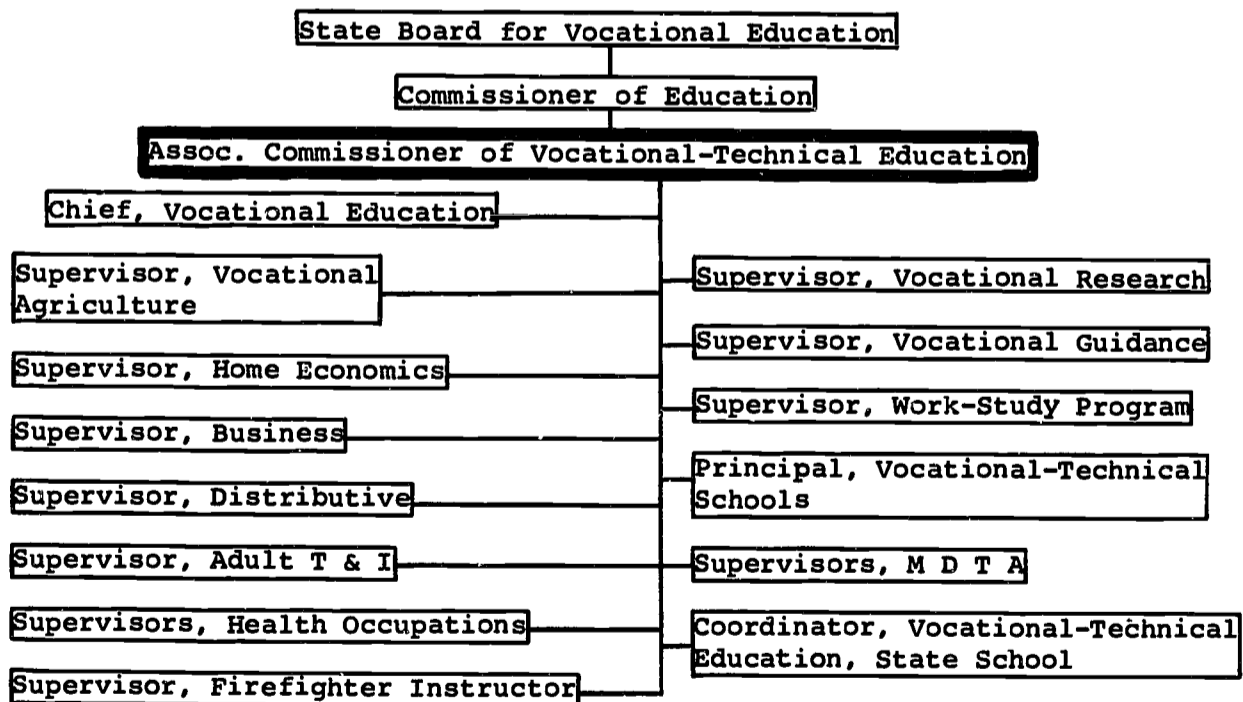 State Board for Vocational Education
Commissioner of Education
Assoc. Commissioner of Vocational-Technical Education
Chief, Vocational Education
Supervisor, Vocational
Agriculture
Supervisor, Home Economics
Supervisor, Business
Supervisor, Distributive
Supervisor, Adult T & I
Supervisors, Health Occupations
Supervisor, Firefighter Instructor
Supervisor, Vocational Research
Supervisor, Vocational Guidance
Supervisor, Work-Study Program
Principal, Vocational-Technical
Schools
Supervisors, M D T A
Coordinator, Vocational-Technical
Education, State School